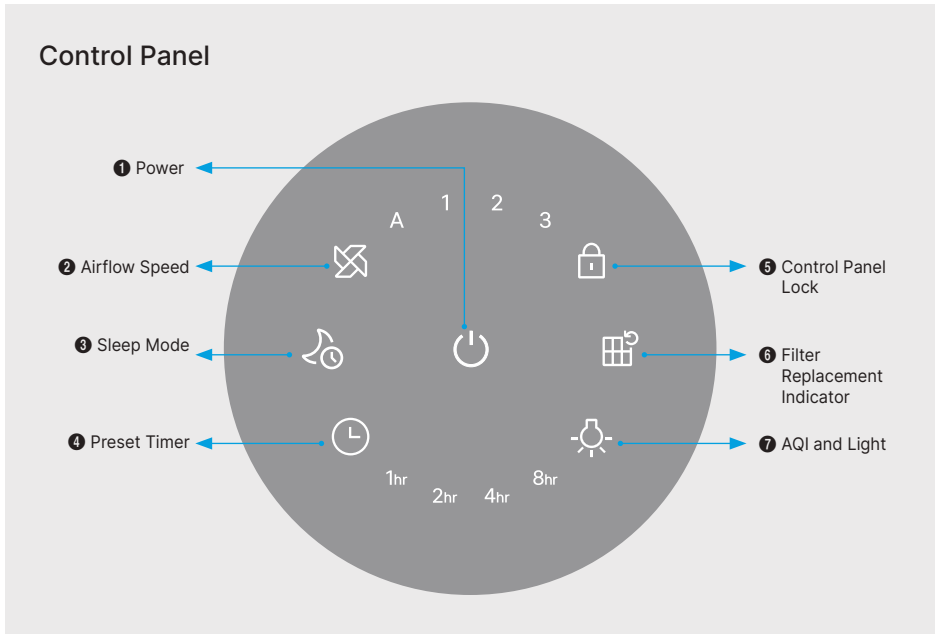 Control Panel
❶ Power
❷ Airflow Speed
❸ Sleep Mode
❹ Preset Timer
A 1 2 3
1hr 2hr 4hr 8hr
❺ Control Panel
Lock
❻ Filter
Replacement
Indicator
❼ AQI and Light